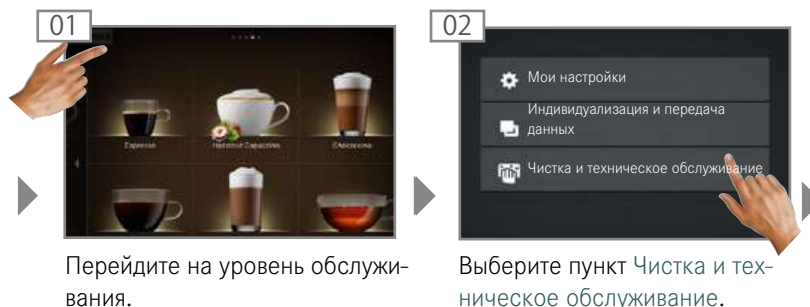 01
Espresso
Hazelnut Cappuccino
Chococcino
Перейдите на уровень обслужи-
вания.
02
Мои настройки
Индивидуализация и передача
данных
Чистка и техническое обслуживание
Выберите пункт Чистка и тех-
ническое обслуживание.